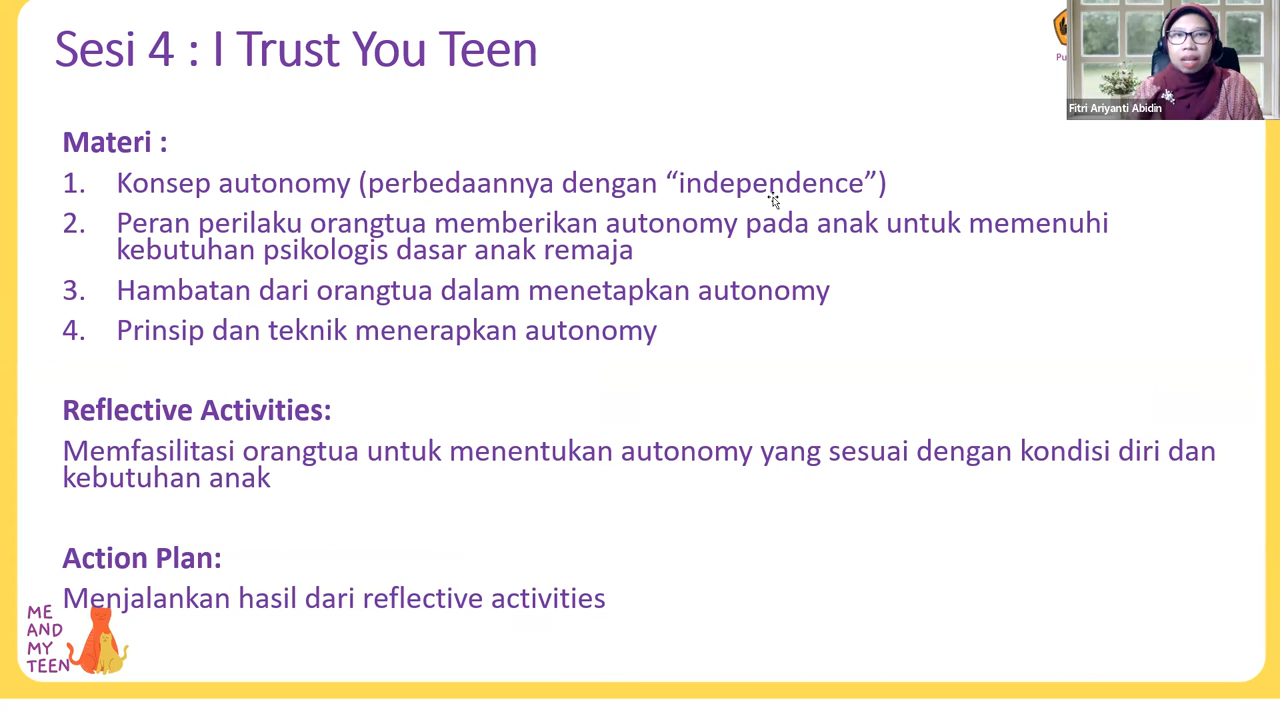 Sesi 4 : I Trust You Teen
Fitri Ariyanti Abidin
Materi :
1. Konsep autonomy (perbedaannya dengan “independence”)
2. Peran perilaku orangtua memberikan autonomy pada anak untuk memenuhi
kebutuhan psikologis dasar anak remaja
3. Hambatan dari orangtua dalam menetapkan autonomy
4. Prinsip dan teknik menerapkan autonomy
Reflective Activities:
Memfasilitasi orangtua untuk menentukan autonomy yang sesuai dengan kondisi diri dan
kebutuhan anak
Action Plan:
Menjalankan hasil dari reflective activities
ME
AND
MY
TEEN